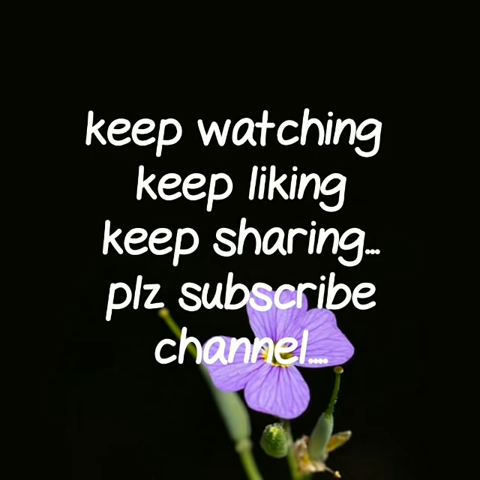 keep watching
keep liking
keep sharing...
plz subscribe
channel....